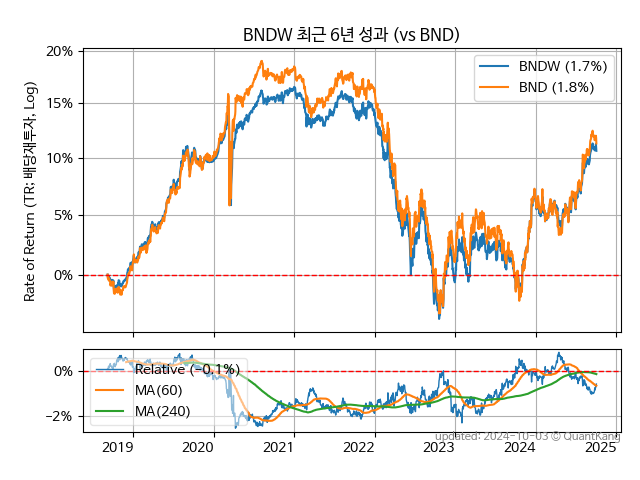 BNDW 최근 6년 성과 (vs BND)
Rate of Return (TR: 배당재투자, Log)
20%
15%
10%
5%
0%
BNDW (1.7%)
BND (1.8%)
0%
−2%
Relative (−0.1%)
MA(60)
MA(240)
2019 2020 2021 2022 2023 2024 2025
updated: 2024-10-03 © QuantKang